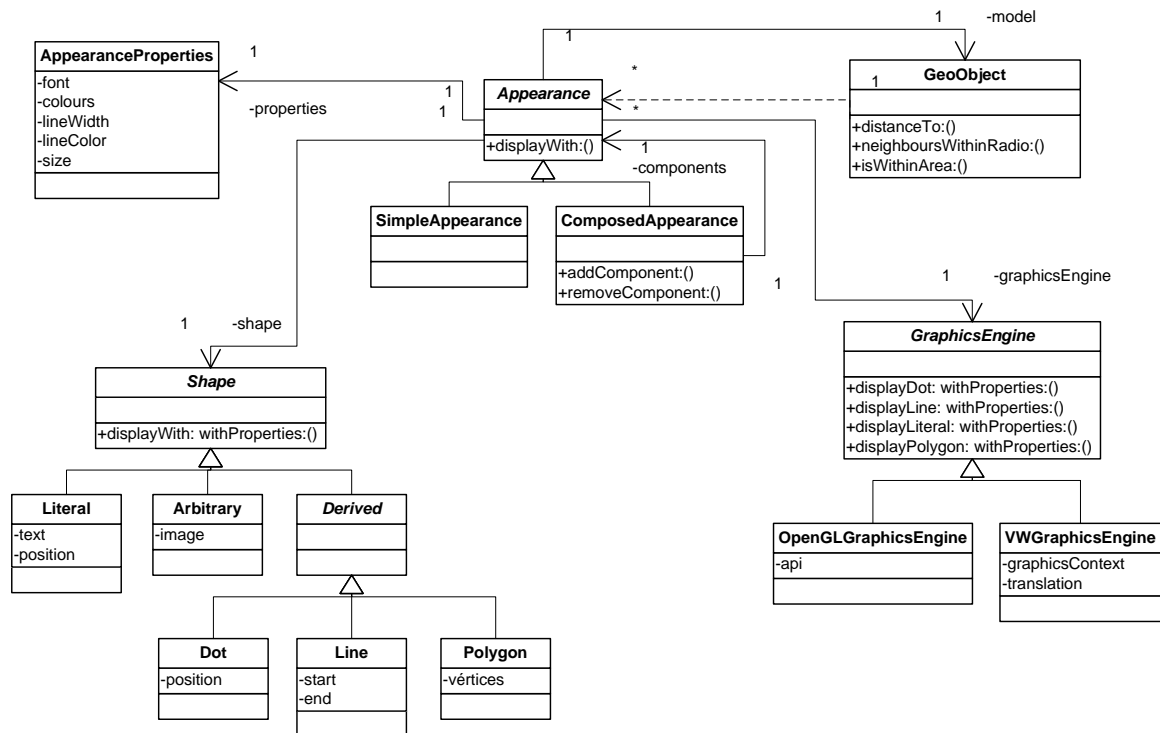 1
-model
1
AppearanceProperties
-font
-colours
-lineWidth
-lineColor
-size
1
-properties
1
1
Appearance
+displayWith:()
*
*
1
GeoObject
+distanceTo:()
+neighboursWithinRadio:()
+isWithinArea:()
1
-components
SimpleAppearance
ComposedAppearance
+addComponent:()
+removeComponent:()
1
1
-graphicsEngine
1
-shape
Shape
+displayWith: withProperties:()
GraphicsEngine
+displayDot: withProperties:()
+displayLine: withProperties:()
+displayLiteral: withProperties:()
+displayPolygon: withProperties:()
Literal
-text
-position
Arbitrary
-image
Derived
OpenGLGraphicsEngine
-api
VWGraphicsEngine
-graphicsContext
-translation
Dot
-position
Line
-start
-end
Polygon
-vértices